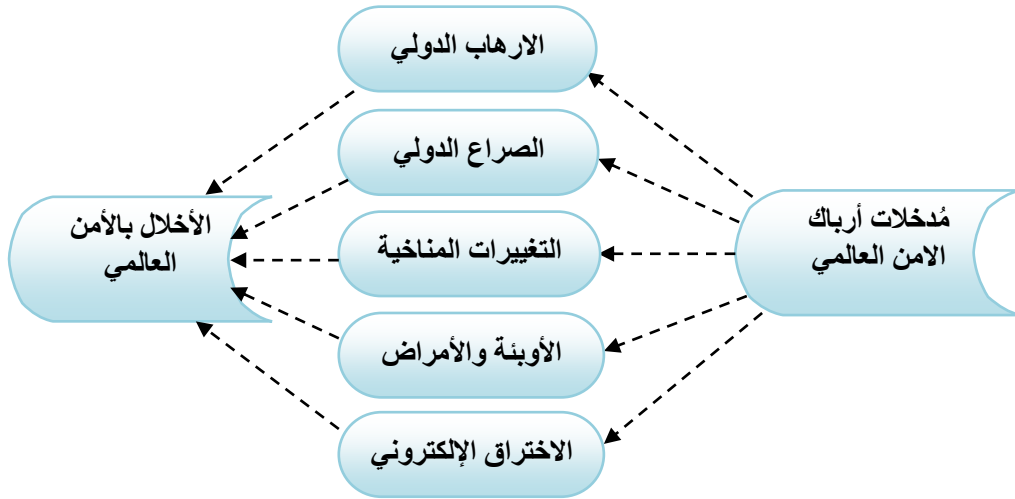 مُدخلات أرباك
الامن العالمي
الارهاب الدولي
الصراع الدولي
التغييرات المناخية
الأوبئة والأمراض
الاختراق الإلكتروني
الأخلال بالأمن
العالمي